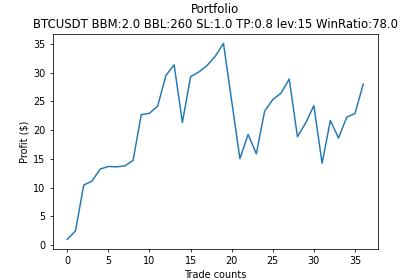 Portfolio
BTCUSDT BBM:2.0 BBL:260 SL:1.0 TP:0.8 lev:15 WinRatio:78.0
35
30
25
20
15
10
5
0
Profit ($)
0 5 10 15 20 25 30 35
Trade counts